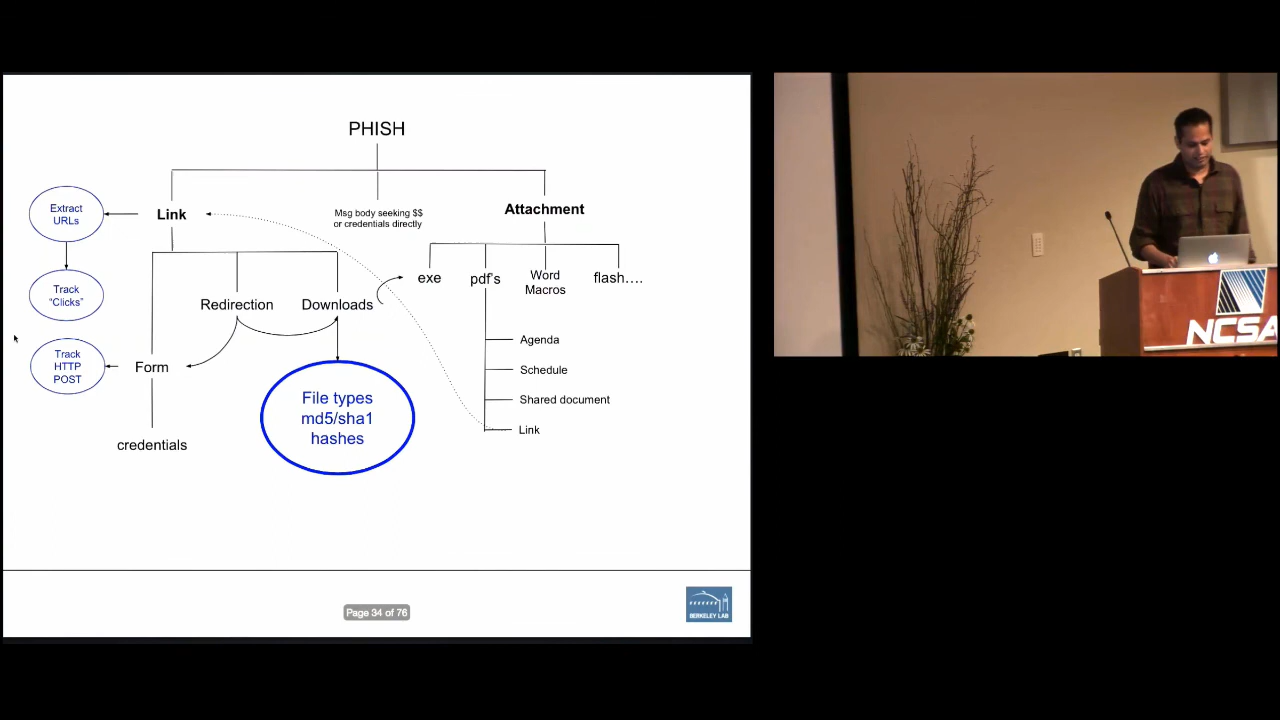 PHISH
Extract
URLs
Link
Msg body seeking $$
or credentials directly
Attachment
Track
"Clicks"
Redirection
Downloads
exe
pdf's
Word
Macros
flash....
Track
HTTP
POST
Form
Agenda
Schedule
Shared document
Link
File types
md5/sha1
hashes
credentials
Page 34 of 76
BERKELEY LAB
NCSA